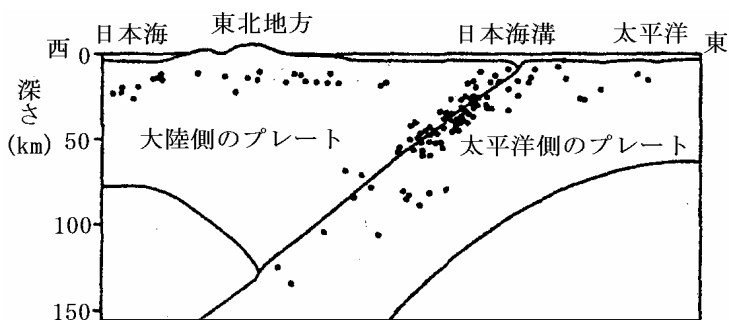 日本海 東北地方 日本海溝 太平洋
西 東
0
深さ
(km)
50
100
150
大陸側のプレート 太平洋側のプレート